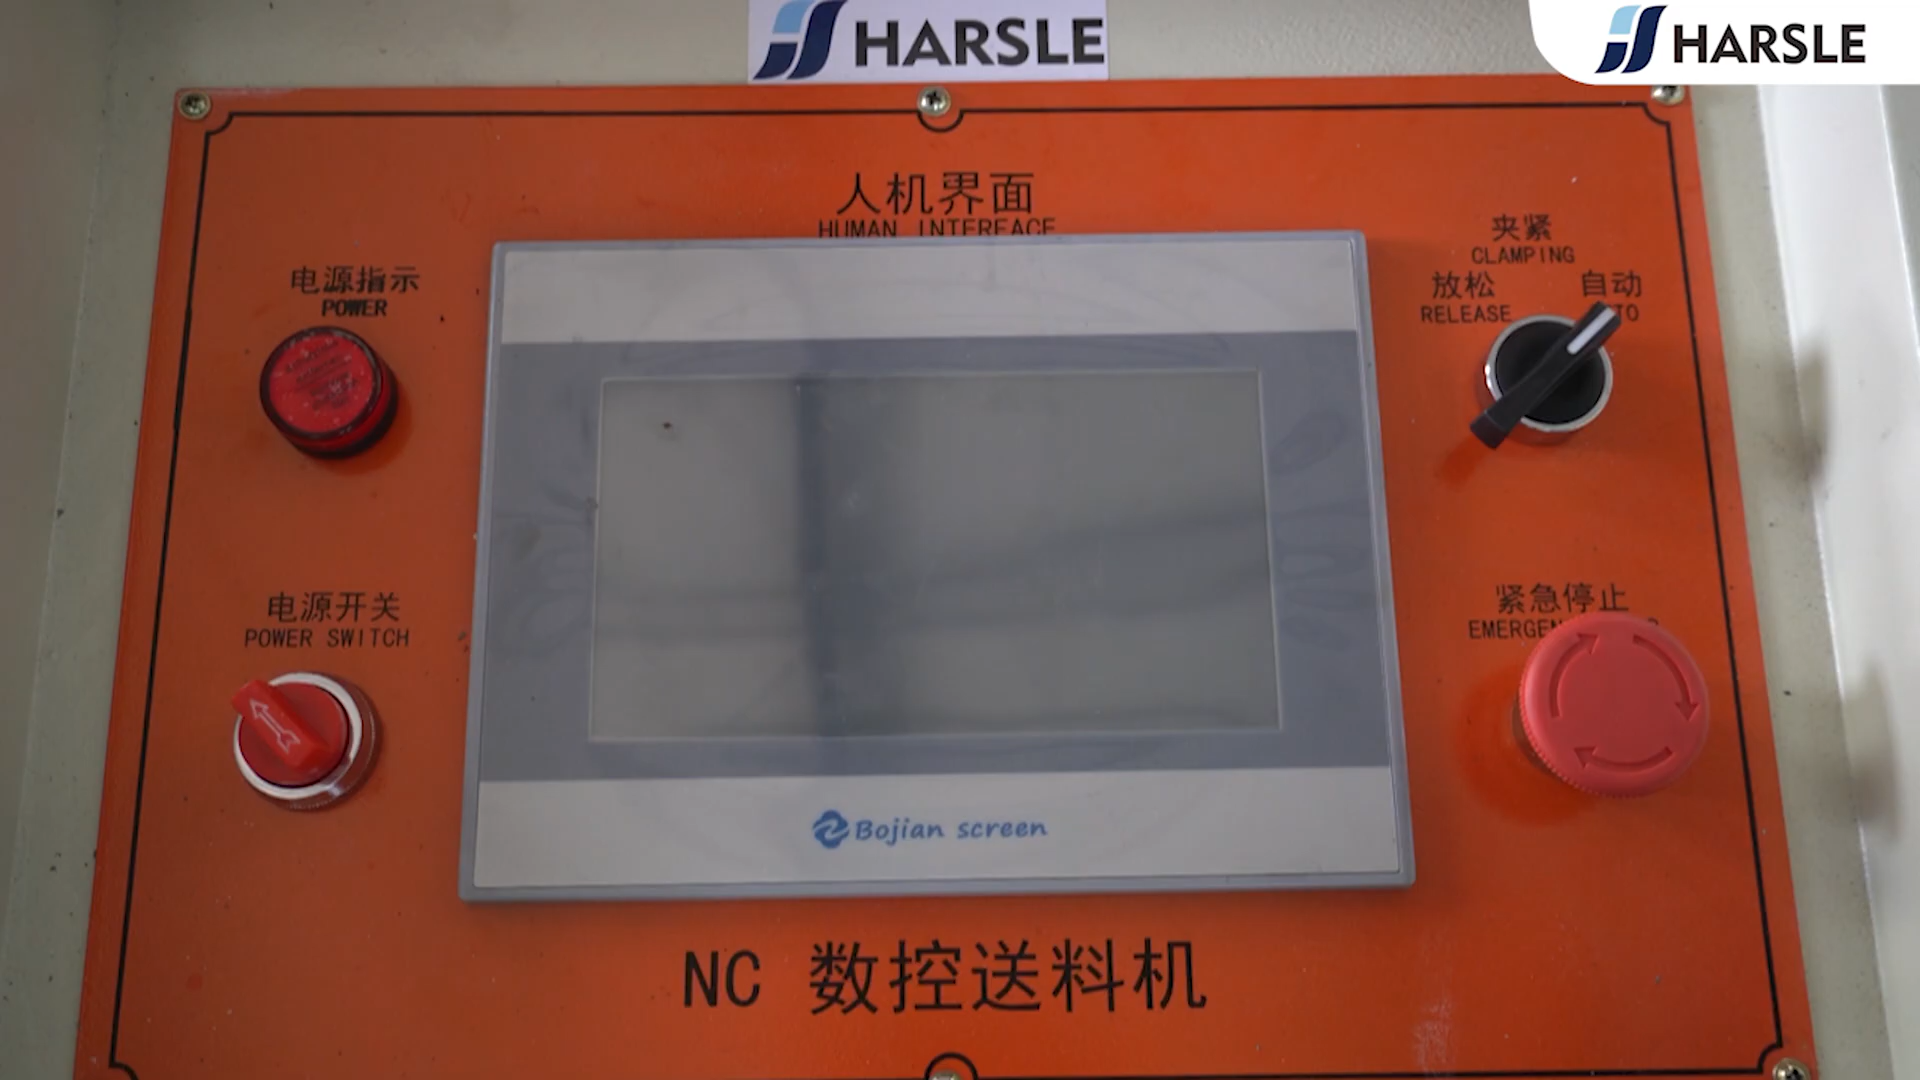 HARSLE
HARSLE
人机界面
HUMAN INTERFACE
夹紧
CLAMPING
放松
RELEASE
自动
电源指示
POWER
电源开关
POWER SWITCH
紧急停止
Bojian screen
NC 数控送料机